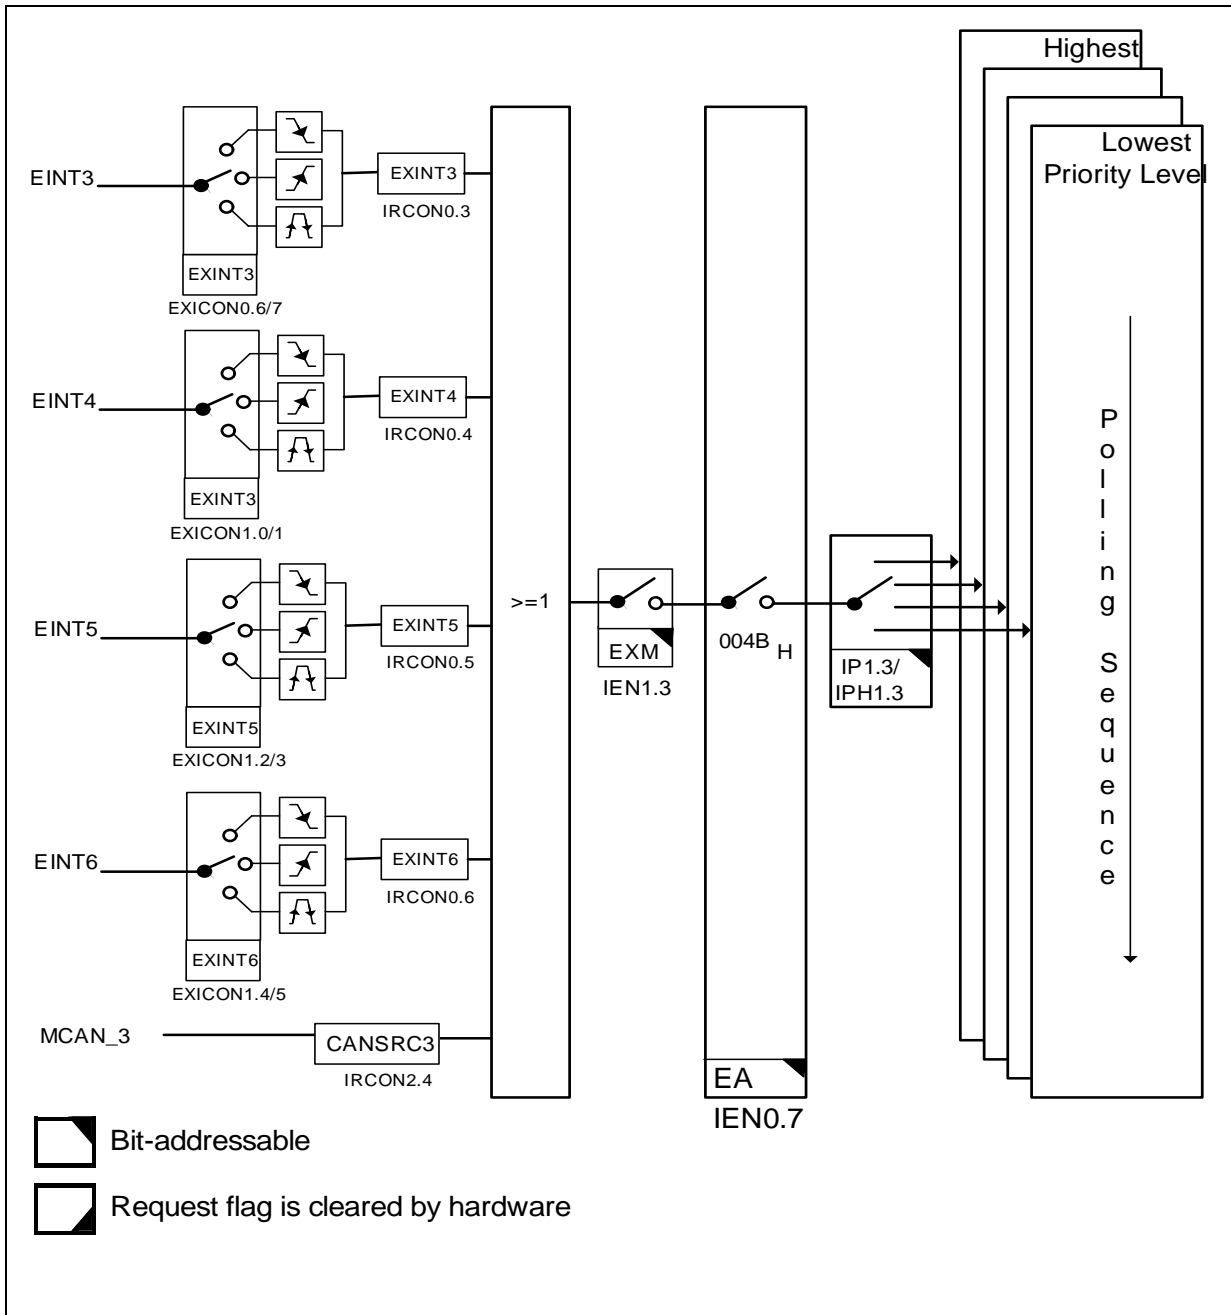 Highest
Lowest
Priority Level
EINT3
EXINT3
IRCON0.3
EXINT3
EXICON0.6/7
EINT4
EXINT4
IRCON0.4
EXINT3
EXICON1.0/1
EINT5
EXINT5
IRCON0.5
EXINT5
EXICON1.2/3
EINT6
EXINT6
IRCON0.6
EXINT6
EXICON1.4/5
MCAN_3
CANSRC3
IRCON2.4
>=1
EXM
IEN1.3
004B H
EA
IEN0.7
IP1.3/
IPH1.3
Polling Sequence
Bit-addressable
Request flag is cleared by hardware